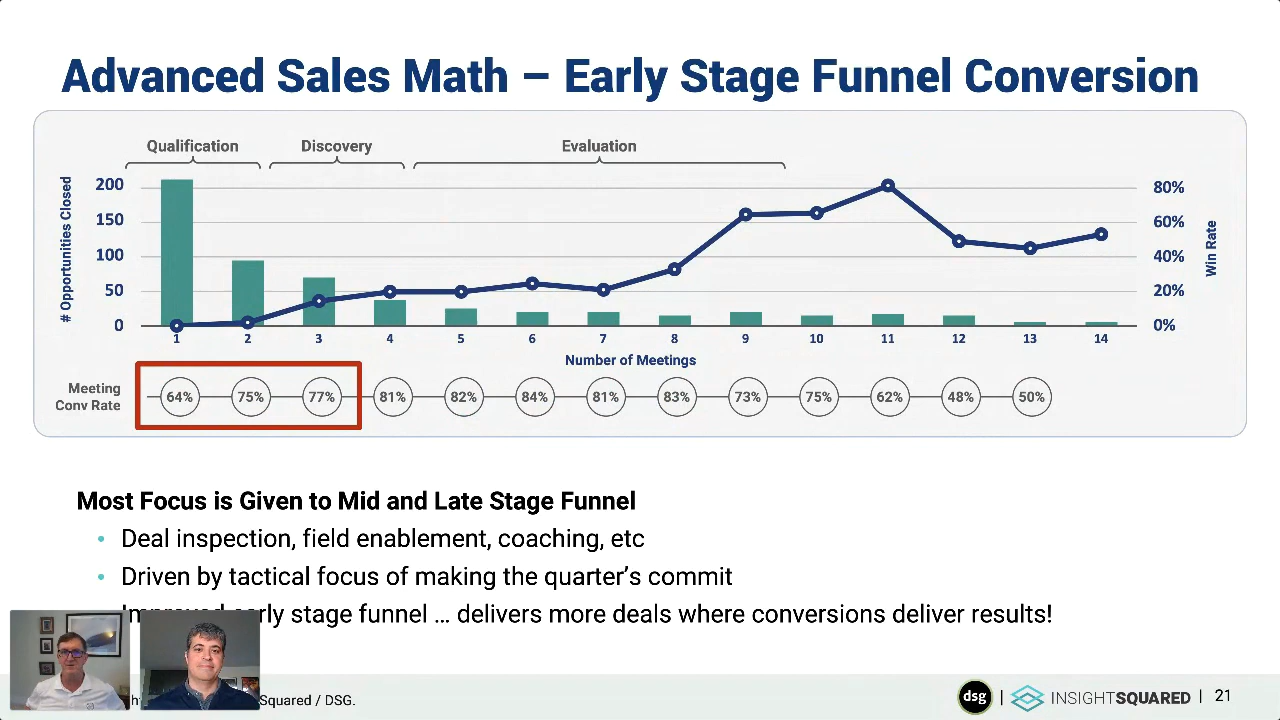 Advanced Sales Math – Early Stage Funnel Conversion
Qualification
Discovery
Evaluation
# Opportunities Closed
200
150
100
50
0
80%
60%
40%
20%
0%
Win Rate
1 2 3 4 5 6 7 8 9 10 11 12 13 14
Number of Meetings
Meeting
Conv Rate
64% 75% 77% 81% 82% 84% 81% 83% 73% 75% 62% 48% 50%
Most Focus is Given to Mid and Late Stage Funnel
• Deal inspection, field enablement, coaching, etc
• Driven by tactical focus of making the quarter’s commit
early stage funnel … delivers more deals where conversions deliver results!
Squared / DSG.
dsg | INSIGHTSQUARED | 21